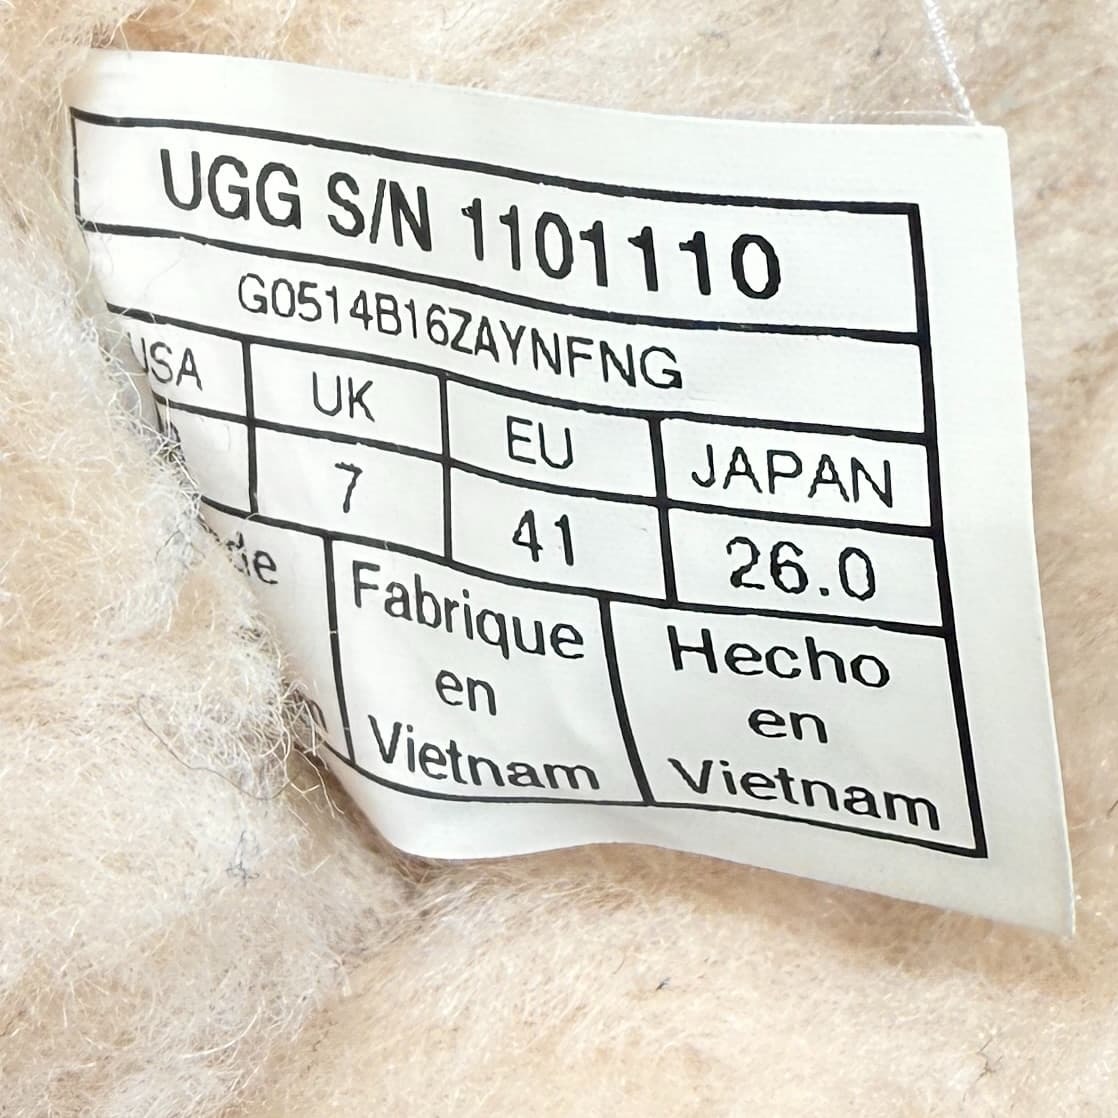 UGG S/N 1101110
G0514B16ZAYNFNG
USA UK EU JAPAN
7 41 26.0
Fabrique
en
Vietnam
Hecho
en
Vietnam